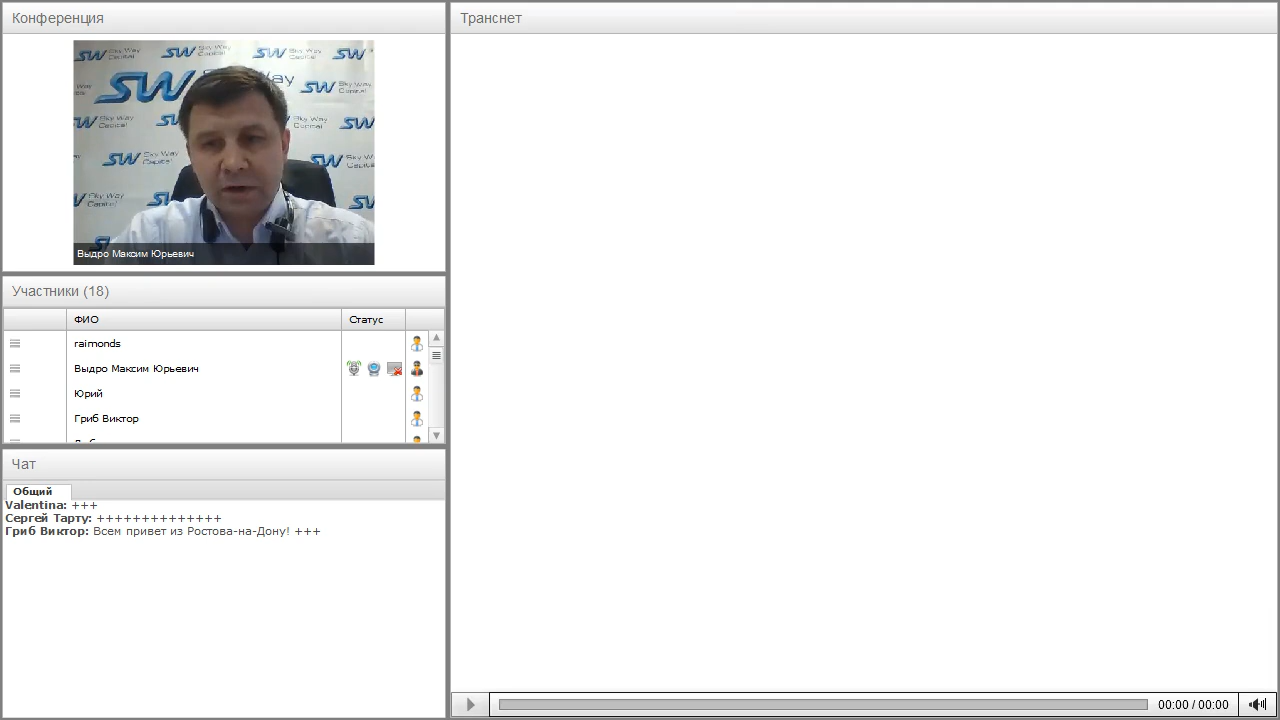 Конференция
SW Sky Way Capital
Выдро Максим Юрьевич
Участники (18)
ФИО Статус
raimonds
Выдро Максим Юрьевич
Юрий
Гриб Виктор
Чат
Общий
Valentina: +++
Сергей Тарту: ++++++++++++++
Гриб Виктор: Всем привет из Ростова-на-Дону! +++
Транснет
00:00 / 00:00